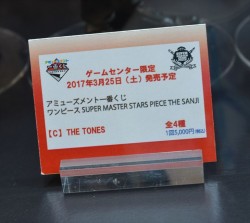 ゲームセンター限定
2017年3月25日（土）発売予定
アミューズメント一番くじ
ワンピース SUPER MASTER STARS PIECE THE SANJI
【C】THE TONES
全4種
1回5,000円(税込)